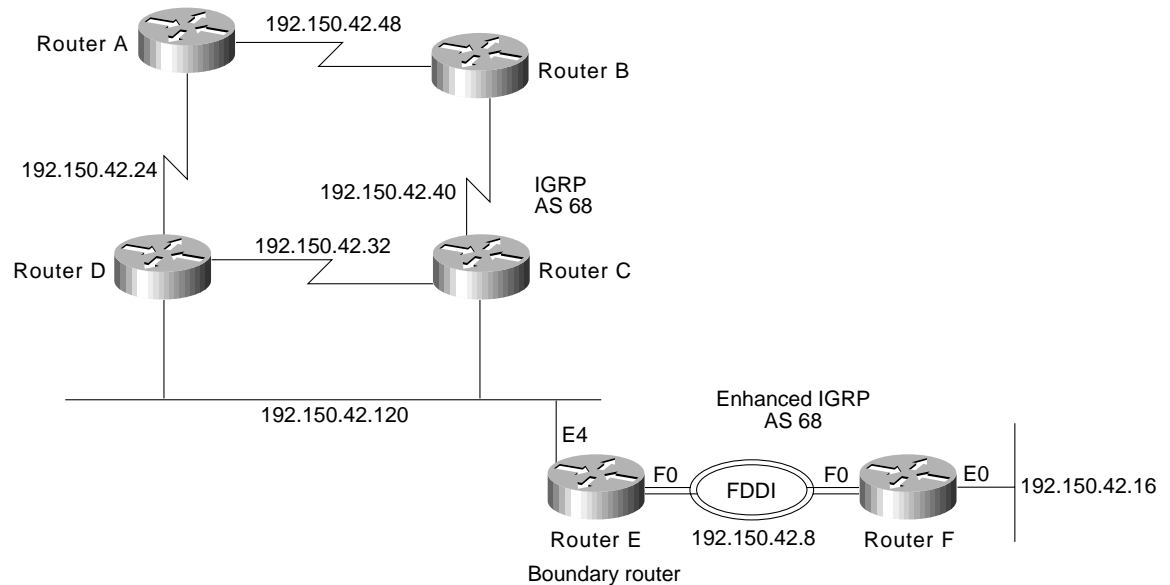 192.150.42.48
Router A
Router B
192.150.42.24
192.150.42.40
IGRP
AS 68
192.150.42.32
Router D
Router C
192.150.42.120
Enhanced IGRP
AS 68
E4
F0
FDDI
F0
E0
192.150.42.16
Router E
192.150.42.8
Router F
Boundary router